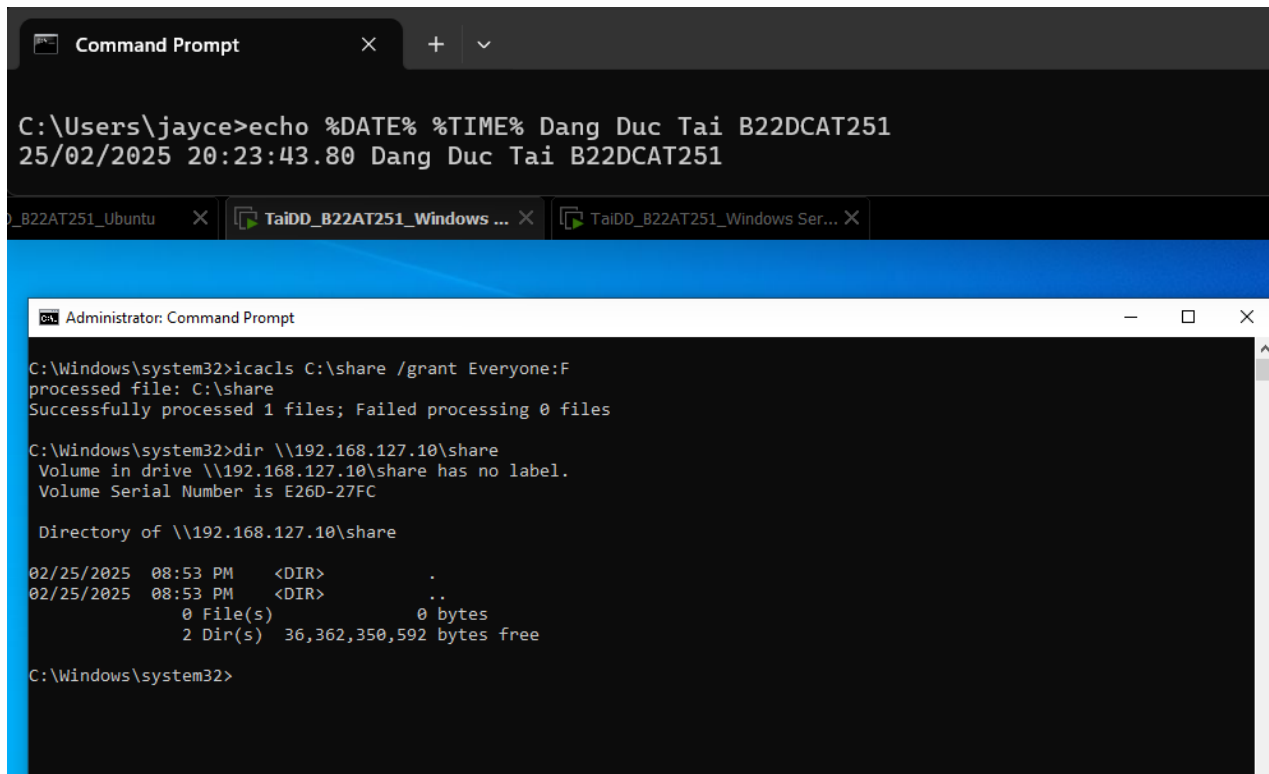 Command Prompt
C:\Users\jayce>echo %DATE% %TIME% Dang Duc Tai B22DCAT251
25/02/2025 20:23:43.80 Dang Duc Tai B22DCAT251
_B22AT251_Ubuntu TaiDD_B22AT251_Windows ... TaiDD_B22AT251_Windows Ser...
Administrator: Command Prompt
C:\Windows\system32>icacls C:\share /grant Everyone:F
processed file: C:\share
Successfully processed 1 files; Failed processing 0 files
C:\Windows\system32>dir \\192.168.127.10\share
Volume in drive \\192.168.127.10\share has no label.
Volume Serial Number is E26D-27FC
Directory of \\192.168.127.10\share
02/25/2025 08:53 PM <DIR> .
02/25/2025 08:53 PM <DIR> ..
0 File(s) 0 bytes
2 Dir(s) 36,362,350,592 bytes free
C:\Windows\system32>